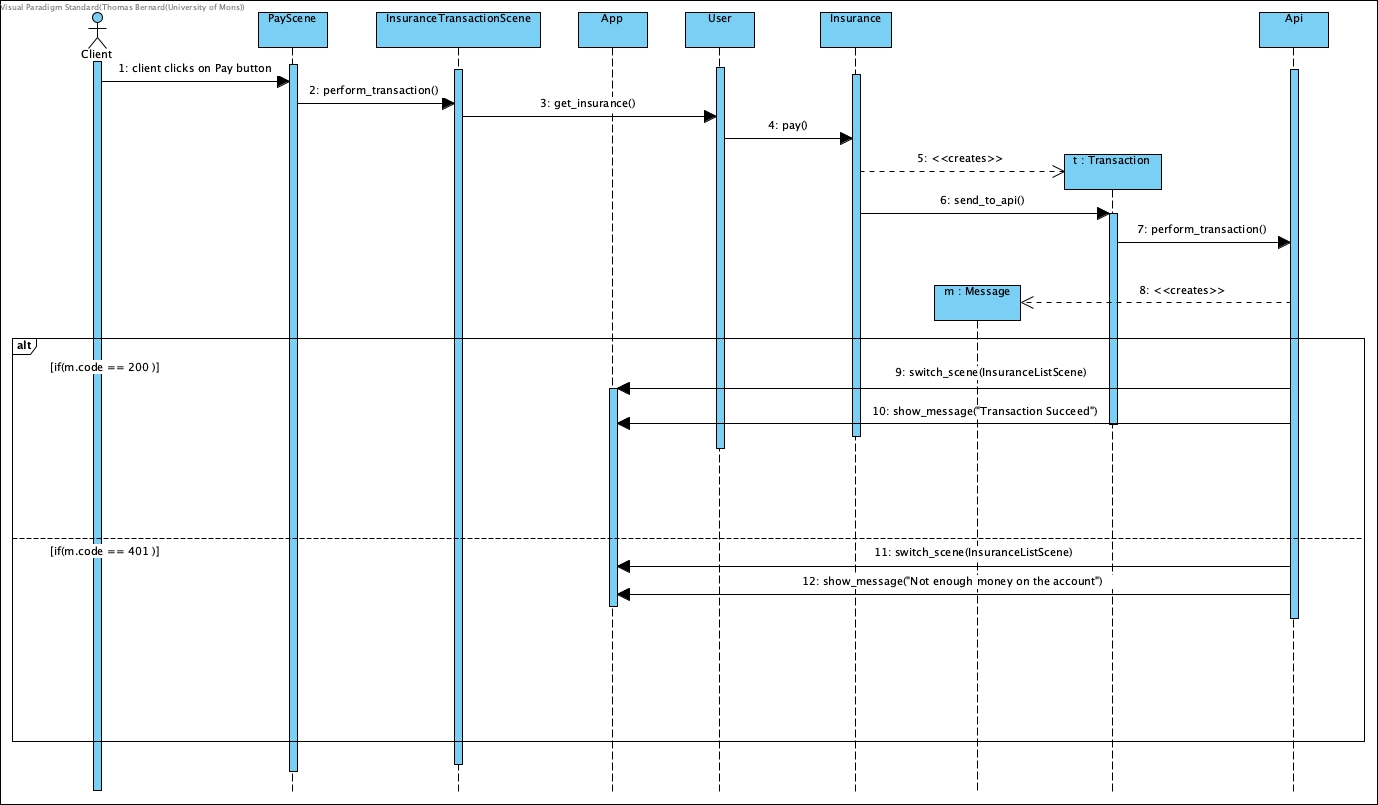 Visual Paradigm Standard(Thomas Bernard(University of Mons))
PayScene
InsuranceTransactionScene
App
User
Insurance
Api
Client
1: client clicks on Pay button
2: perform_transaction()
3: get_insurance()
4: pay()
5: <<creates>>
t : Transaction
6: send_to_api()
7: perform_transaction()
8: <<creates>>
m : Message
alt
[if(m.code == 200 )]
9: switch_scene(InsuranceListScene)
10: show_message("Transaction Succeed")
[if(m.code == 401 )]
11: switch_scene(InsuranceListScene)
12: show_message("Not enough money on the account")